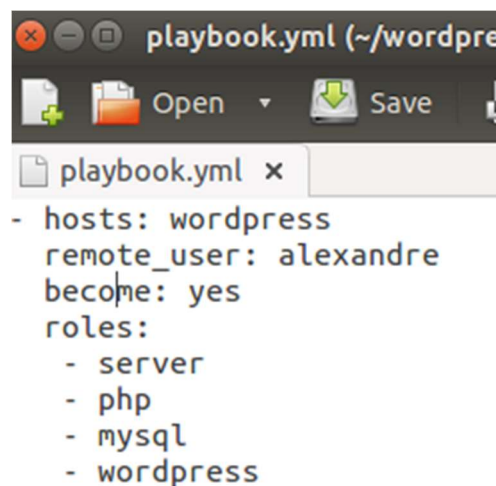 playbook.yml (~/wordpre
Open Save
playbook.yml
- hosts: wordpress
  remote_user: alexandre
  become: yes
  roles:
   - server
   - php
   - mysql
   - wordpress